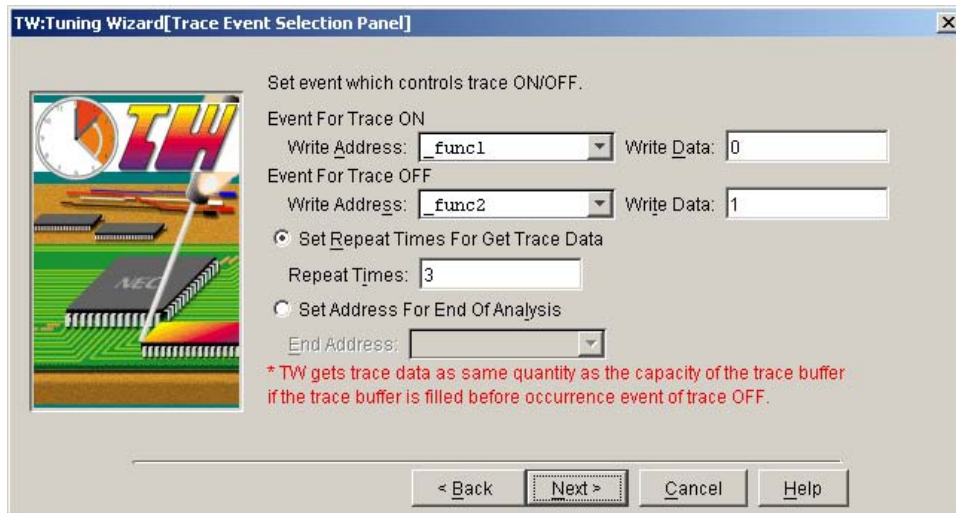 TW:Tuning Wizard[Trace Event Selection Panel]
TW
NEC
Set event which controls trace ON/OFF.
Event For Trace ON
Write Address: _func1 Write Data: 0
Event For Trace OFF
Write Address: _func2 Write Data: 1
Set Repeat Times For Get Trace Data
Repeat Times: 3
Set Address For End Of Analysis
End Address:
* TW gets trace data as same quantity as the capacity of the trace buffer
if the trace buffer is filled before occurrence event of trace OFF.
< Back Next > Cancel Help